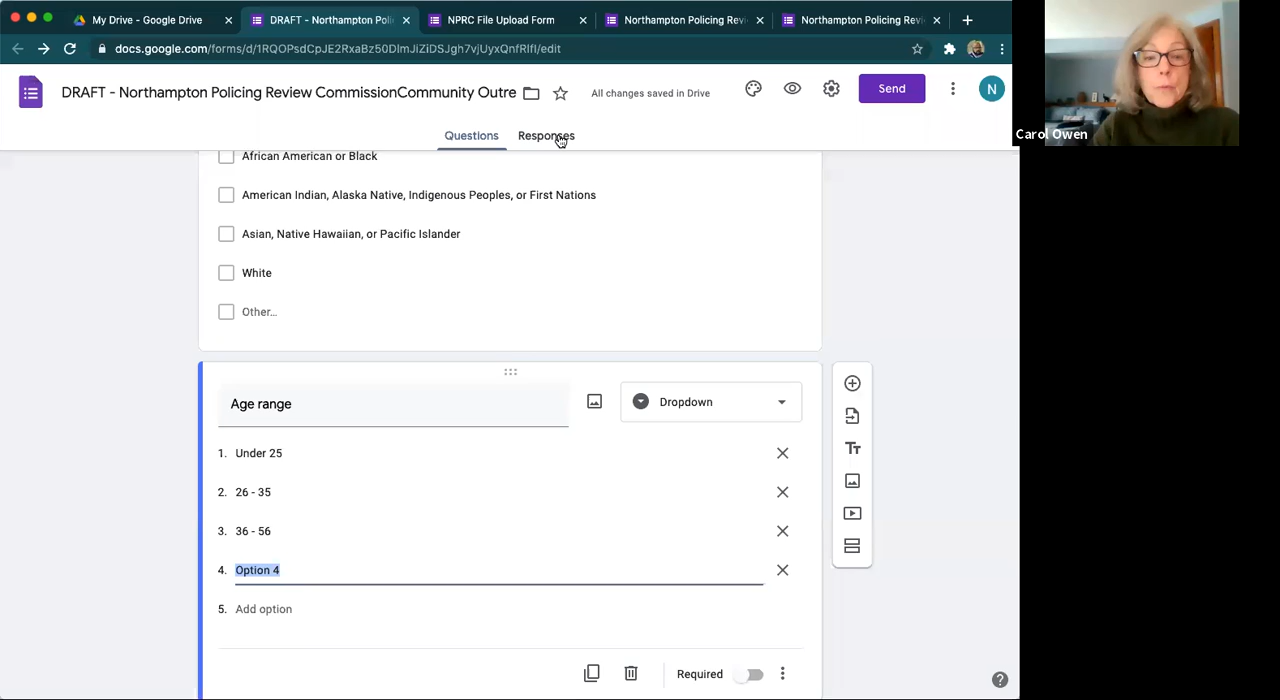 My Drive - Google Drive
DRAFT - Northampton Poli
NPRC File Upload Form
Northampton Policing Revi
Northampton Policing Revi
docs.google.com/forms/d/1RQOPsdCpJE2RxaBz50DlmJiZiDSJgh7vjUyxQnfRIfI/edit
DRAFT - Northampton Policing Review CommissionCommunity Outre
All changes saved in Drive
Send
N
Carol Owen
Questions
Responses
African American or Black
American Indian, Alaska Native, Indigenous Peoples, or First Nations
Asian, Native Hawaiian, or Pacific Islander
White
Other...
Age range
Dropdown
1. Under 25
2. 26 - 35
3. 36 - 56
4. Option 4
5. Add option
Required